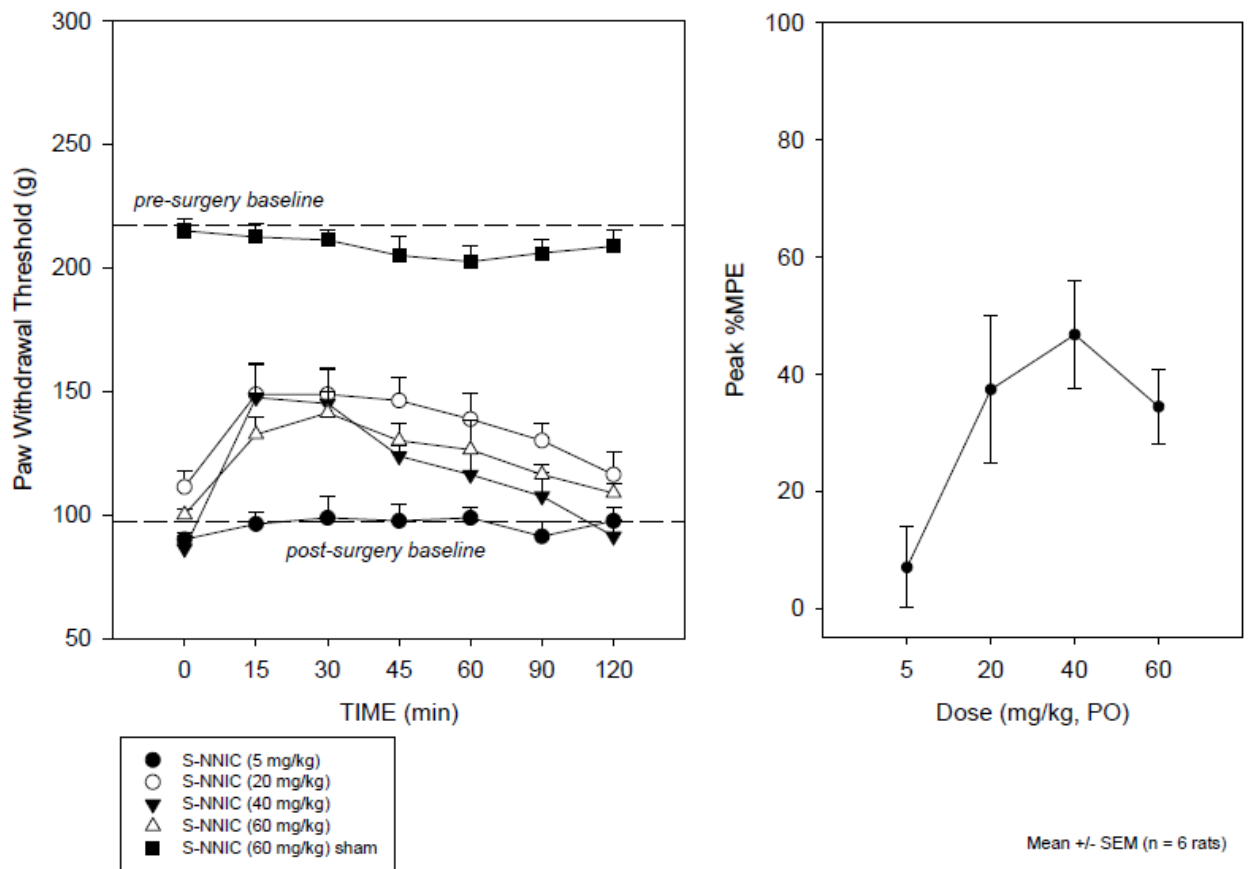 300
250
200
150
100
50
Paw Withdrawal Threshold (g)
pre-surgery baseline
post-surgery baseline
0 15 30 45 60 90 120
TIME (min)
S-NNIC (5 mg/kg)
S-NNIC (20 mg/kg)
S-NNIC (40 mg/kg)
S-NNIC (60 mg/kg)
S-NNIC (60 mg/kg) sham
100
80
60
40
20
0
Peak %MPE
5 20 40 60
Dose (mg/kg, PO)
Mean +/- SEM (n = 6 rats)